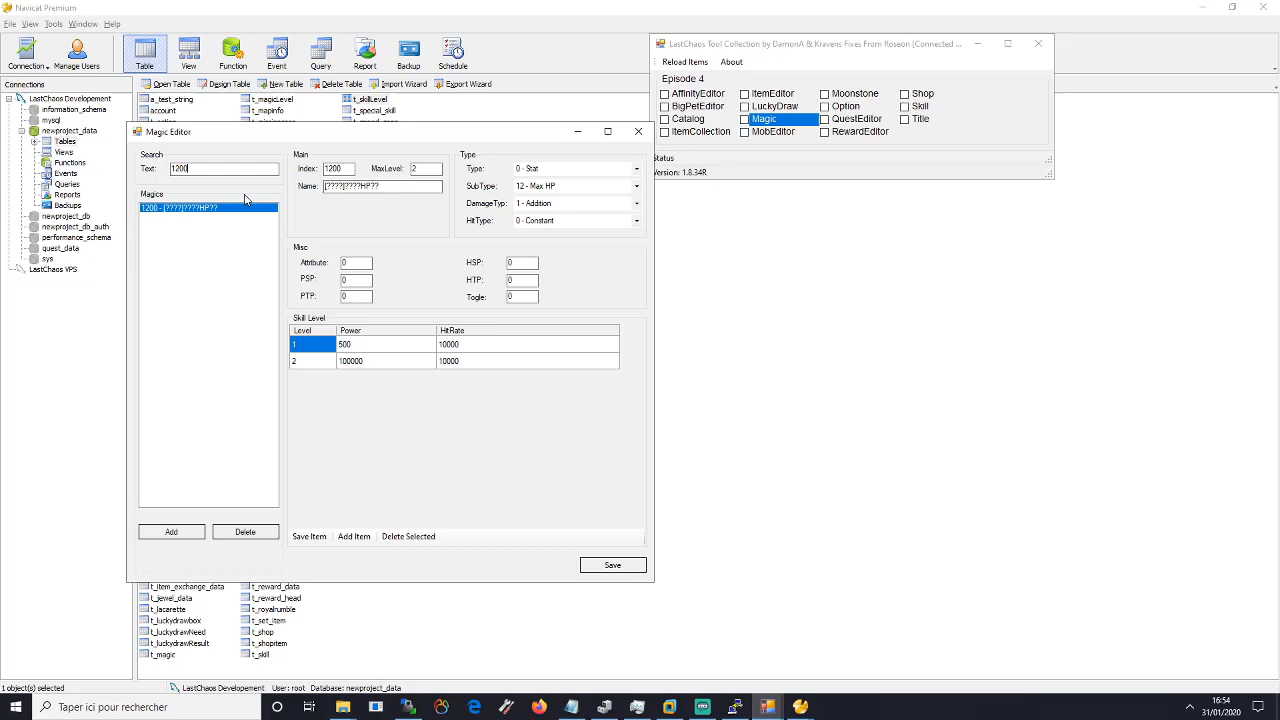 Navicat Premium
File View Tools Window Help
Connection Manage Users Table View Function Event Query Report Backup Schedule
Connections
Open Table Design Table New Table Delete Table Import Wizard Export Wizard
LastChaos Developement
information_schema
mysql
newproject_data
Tables
Views
Functions
Events
Queries
Reports
Backups
newproject_db
newproject_db_auth
performance_schema
quest_data
sys
LastChaos VPS
a_test_string t_magicLevel t_skillLevel
account t_mapinfo t_special_skill
LastChaos Tool Collection by DamonA & Kravens Fixes From Roseon [Connected ...
Reload Items About
Episode 4
AffinityEditor ItemEditor Moonstone Shop
BigPetEditor LuckyDraw Option Skill
Catalog Magic QuestEditor Title
ItemCollection MobEditor RewardEditor
Status
Version: 1.8.34R
Magic Editor
Search
Text: 1200
Magics
1200 - [????]????HP??
Add Delete
Main
Index: 1200 MaxLevel: 2
Name: [????]????HP??
Type
Type: 0 - Stat
SubType: 12 - Max HP
DamageTyp: 1 - Addition
HitType: 0 - Constant
Misc
Attribute: 0 HSP: 0
PSP: 0 HTP: 0
PTP: 0 Togle: 0
Skill Level
Level Power HitRate
1 500 10000
2 100000 10000
Save Item Add Item Delete Selected
Save
t_item_exchange_data t_reward_data
t_jewel_data t_reward_head
t_lacarette t_royalrumble
t_luckydrawbox t_set_item
t_luckydrawNeed t_shop
t_luckydrawResult t_shopitem
t_magic t_skill
1 object(s) selected LastChaos Developement User: root Database: newproject_data
Taper ici pour rechercher
16:54
31/01/2020